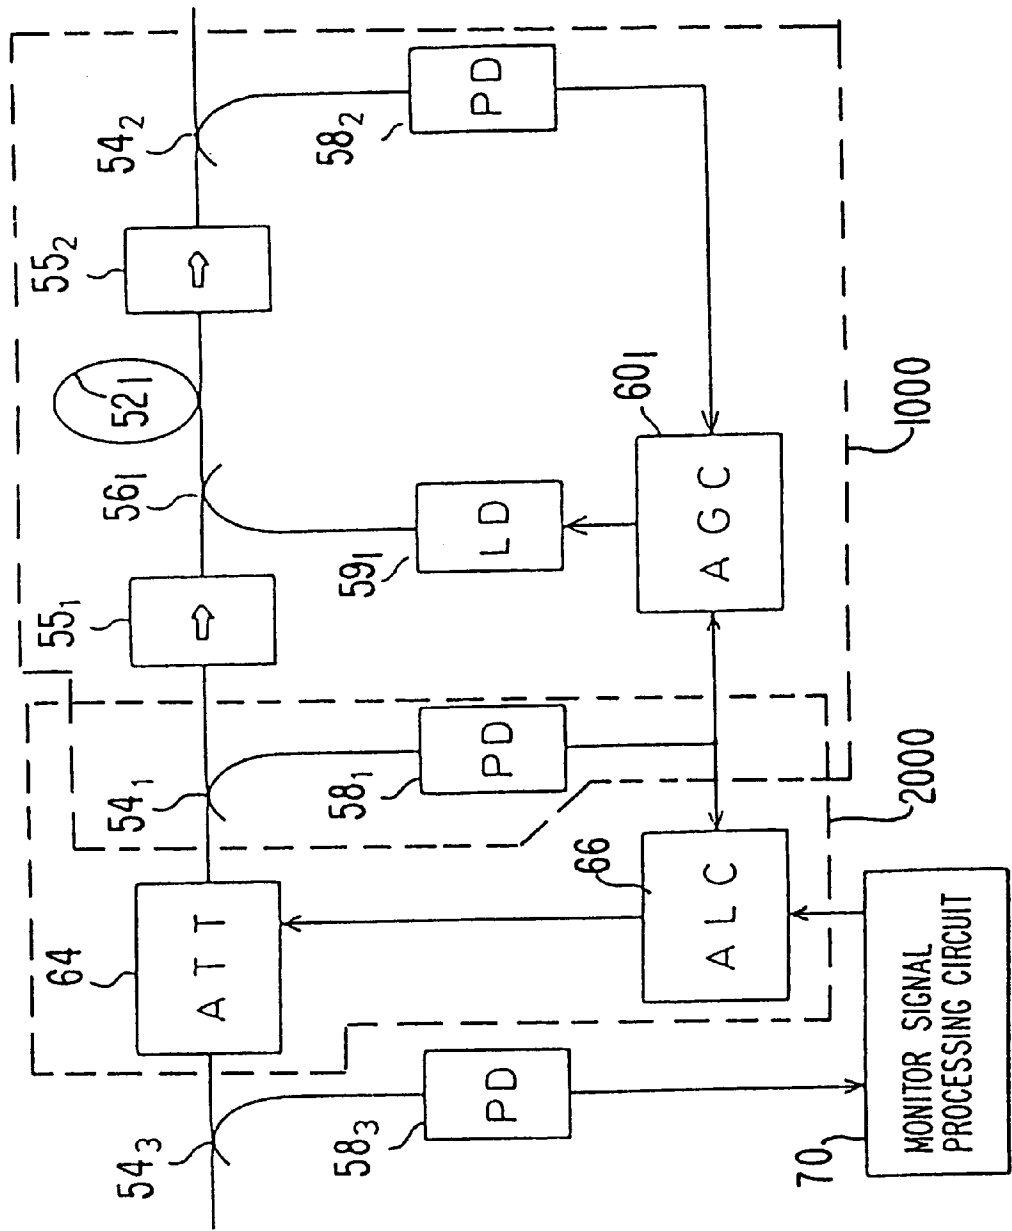 64
55₁
55₂
54₃
54₁
56₁
52₁
54₂
ATT
58₃
58₁
59₁
58₂
PD
PD
LD
PD
66
60₁
ALC
AGC
70
2000
1000
MONITOR SIGNAL
PROCESSING CIRCUIT